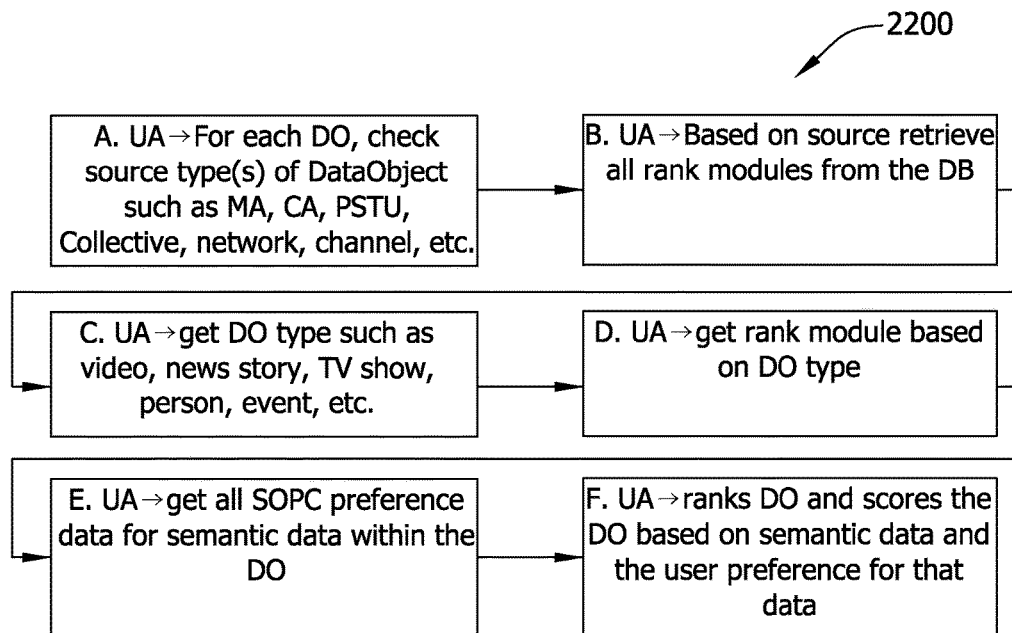 2200
A. UA→For each DO, check
source type(s) of DataObject
such as MA, CA, PSTU,
Collective, network, channel, etc.
B. UA→Based on source retrieve
all rank modules from the DB
C. UA→get DO type such as
video, news story, TV show,
person, event, etc.
D. UA→get rank module based
on DO type
E. UA→get all SOPC preference
data for semantic data within the
DO
F. UA→ranks DO and scores the
DO based on semantic data and
the user preference for that
data